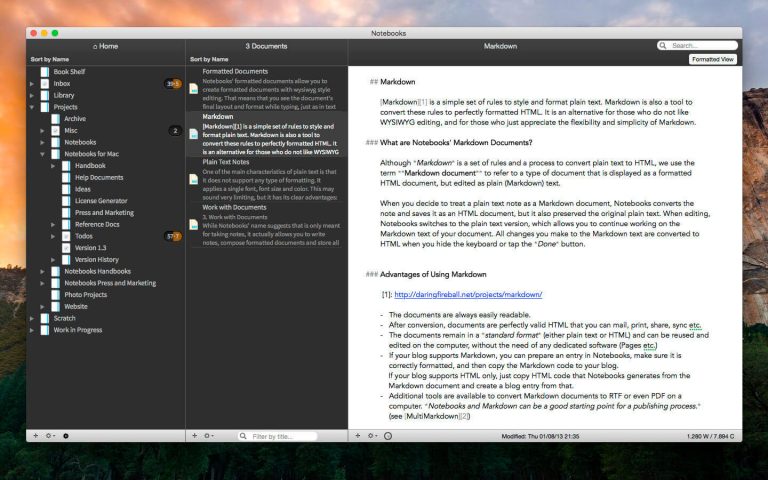 Notebooks
Home
3 Documents
Markdown
Search...
Sort by Name
Sort by Name
Formatted View
Book Shelf
Inbox
Library
Projects
Archive
Misc 2
Notebooks
Notebooks for Mac
Handbook
Help Documents
Ideas
License Generator
Press and Marketing
Reference Docs
Todos
Version 1.3
Version History
Notebooks Handbooks
Notebooks Press and Marketing
Photo Projects
Website
Scratch
Work in Progress
Formatted Documents
Notebooks' formatted documents allow you to
create formatted documents with wysiwyg style
editing. That means that you see the document's
final layout and format while typing, just as in text
Markdown
[Markdown][1] is a simple set of rules to style and
format plain text. Markdown is also a tool to
convert these rules to perfectly formatted HTML. It
is an alternative for those who do not like WYSIWYG
Plain Text Notes
One of the main characteristics of plain text is that
it does not support any type of formatting. It
applies a single font, font size and color. This may
sound very limited, but it has its clear advantages:
Work with Documents
3. Work with Documents
While Notebooks' name suggests that is only meant
for taking notes, it actually allows you to write
notes, compose formatted documents and store all
Filter by title...
## Markdown
[Markdown][1] is a simple set of rules to style and format plain text. Markdown is also a
tool to convert these rules to perfectly formatted HTML. It is an alternative for those who do not like
WYSIWYG editing, and for those who just appreciate the flexibility and simplicity of Markdown.
### What are Notebooks' Markdown Documents?
Although *Markdown* is a set of rules and a process to convert plain text to HTML, we use the
term **Markdown document** to refer to a type of document that is displayed as a formatted
HTML document, but edited as plain (Markdown) text.
When you decide to treat a plain text note as a Markdown document, Notebooks converts the
note and saves it as an HTML document, but it also preserved the original plain text. When editing,
Notebooks switches to the text version, which allows you to continue working on the
Markdown text of your document. All changes you make to the Markdown text are converted to
HTML when you hide the keyboard or tap the *Done* button.
### Advantages of Using Markdown
[1]: http://daringfireball.net/projects/markdown/
- The documents are always easily readable.
- After conversion, documents are perfectly valid HTML that you can mail, print, share, sync etc.
- The documents remain in a *standard format* (either plain text or HTML) and can be reused and
edited on the computer, without the need of any dedicated software (Pages etc.)
- If your blog supports Markdown, you can prepare an entry in Notebooks, make sure it is
correctly formatted, and then copy the Markdown code to your blog.
If your blog supports HTML only, just copy HTML code that Notebooks generates from the
Markdown document and create a blog entry from that.
- Additional tools are available to convert Markdown documents to RTF or even PDF on a
computer. *Notebooks and Markdown can be a good starting point for a publishing process.*
(see [MultiMarkdown][2])
Modified: Thu 01/08/13 21:35
1.280 W / 7.894 C